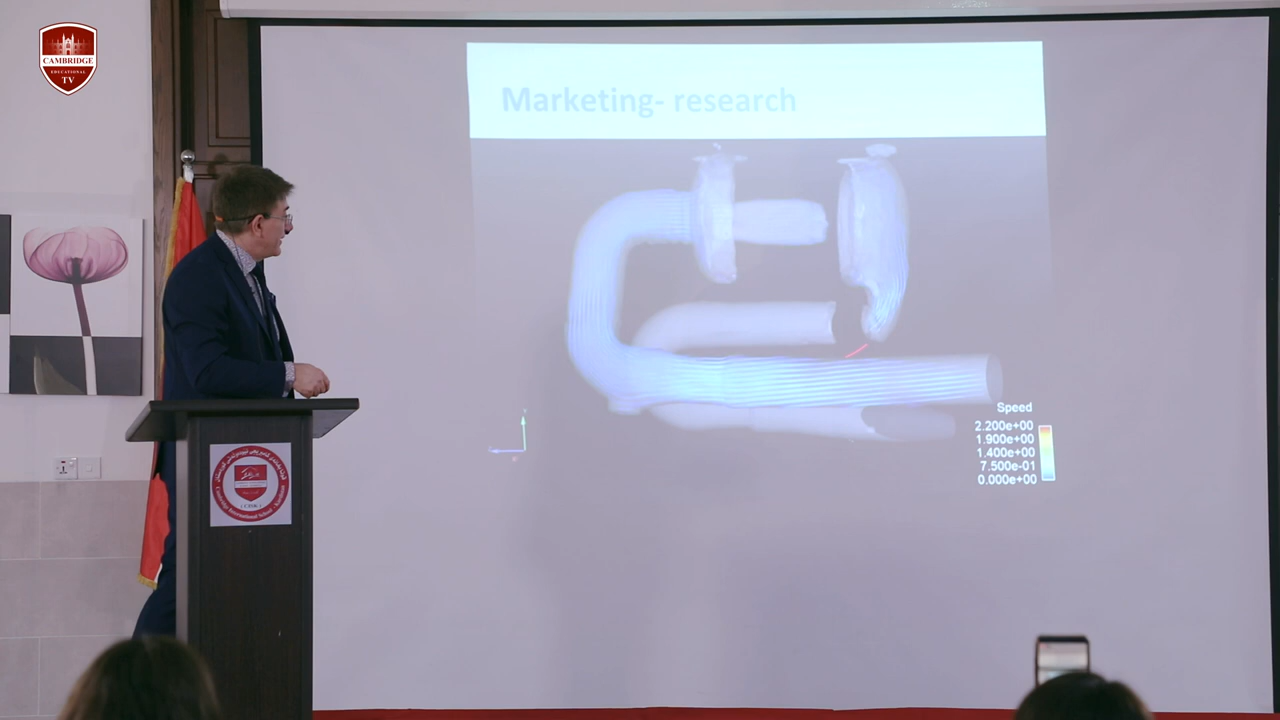 CAMBRIDGE
EDUCATIONAL
TV
Marketing- research
Speed
2.200e+00
1.900e+00
1.400e+00
7.500e-01
0.000e+00